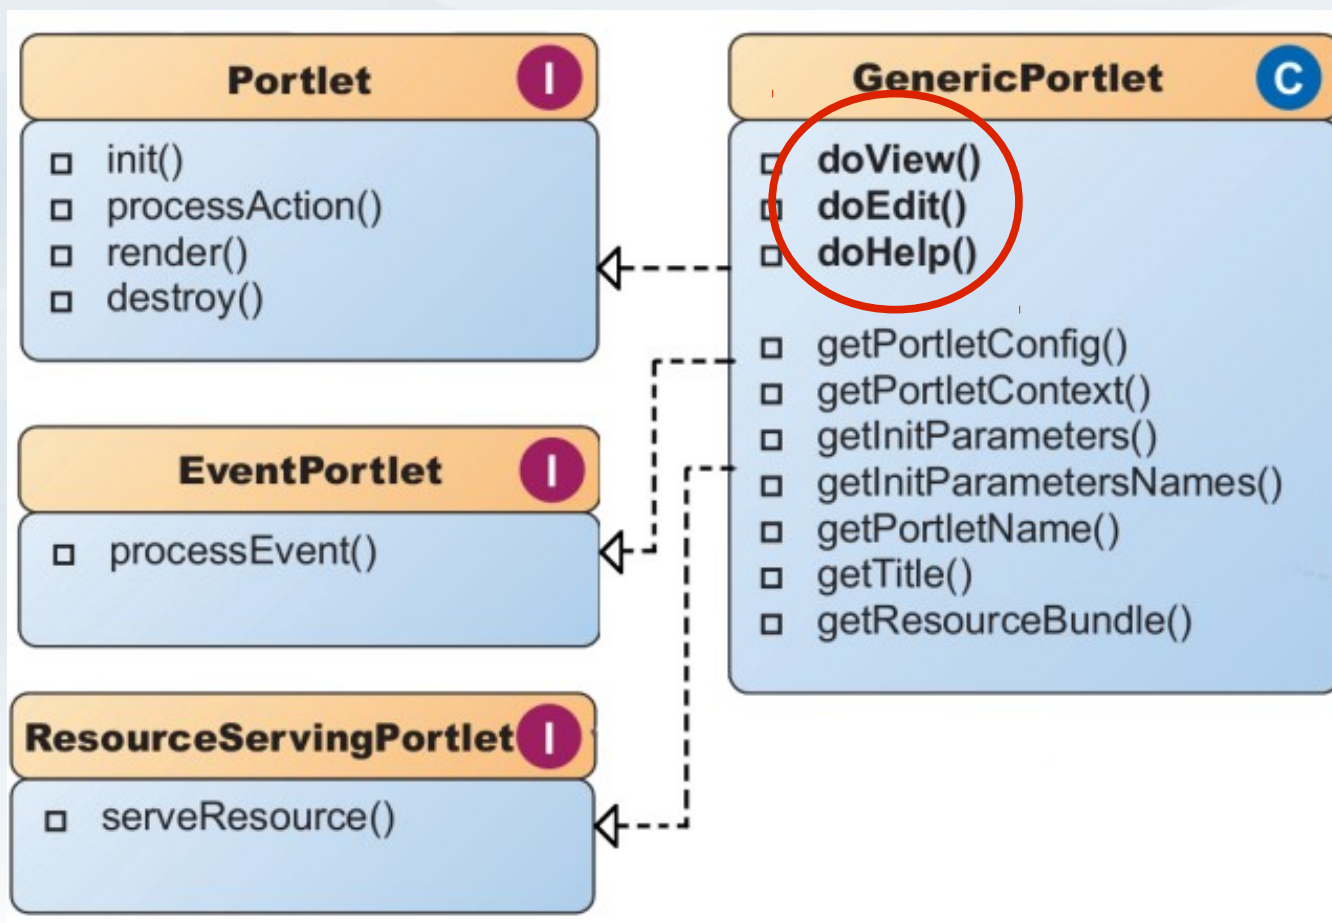 Portlet I
init()
processAction()
render()
destroy()
EventPortlet I
processEvent()
ResourceServingPortlet I
serveResource()
GenericPortlet C
doView()
doEdit()
doHelp()
getPortletConfig()
getPortletContext()
getInitParameters()
getInitParametersNames()
getPortletName()
getTitle()
getResourceBundle()